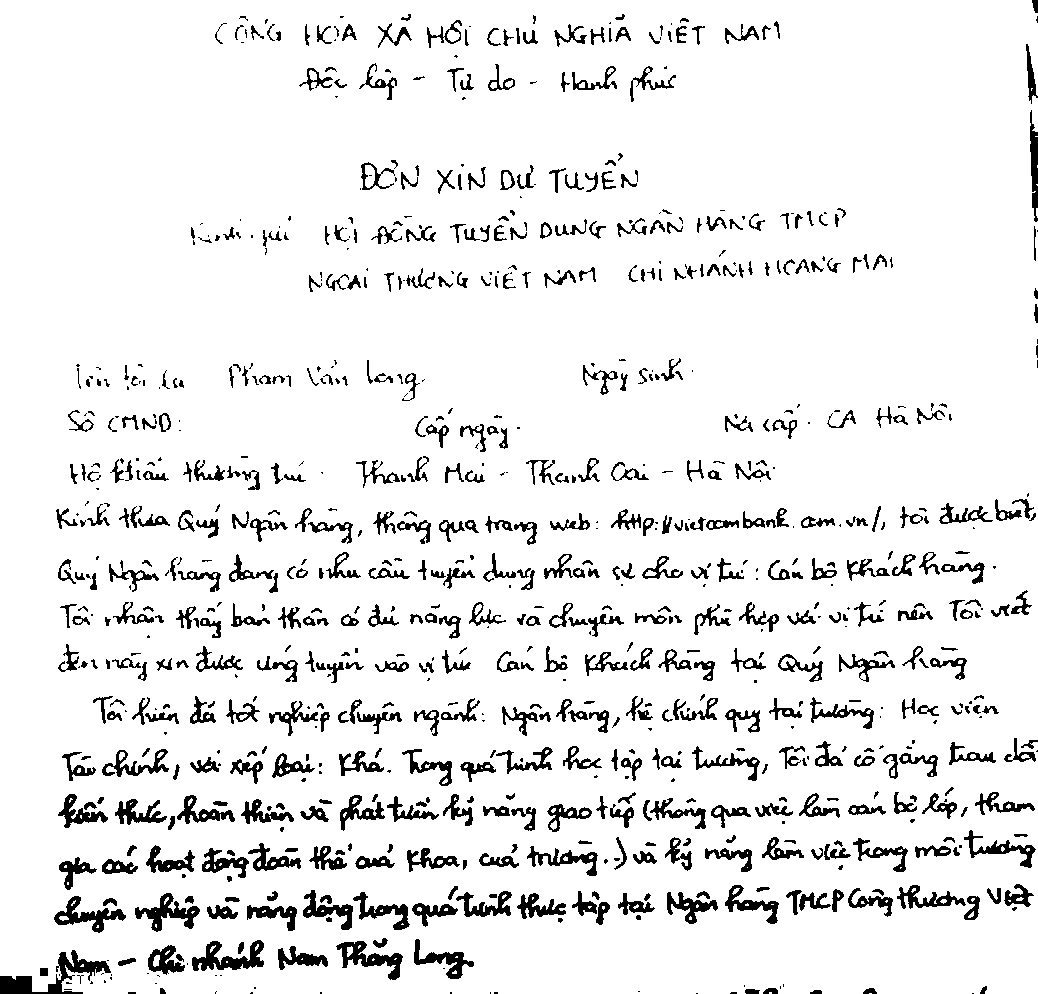 CÔNG HÒA XÃ HỘI CHỦ NGHĨA VIỆT NAM
Độc lập - Tự do - Hạnh phúc
ĐƠN XIN DỰ TUYỂN
Kính gửi HỘI ĐỒNG TUYỂN DỤNG NGÂN HÀNG TMCP
NGOẠI THƯƠNG VIỆT NAM CHI NHÁNH HOÀNG MAI
Tên tôi là Phạm Văn Long Ngày sinh
Số CMND: Cấp ngày. Nơi cấp. CA Hà Nội
Hộ khẩu thường trú Thanh Mai - Thanh Oai - Hà Nội
Kính thưa Quý Ngân hàng, thông qua trang web: http://vietcombank.com.vn/, tôi được biết,
Quý Ngân hàng đang có nhu cầu tuyển dụng nhân sự cho vị trí: Cán bộ Khách hàng.
Tôi nhận thấy bản thân có đủ năng lực và chuyên môn phù hợp với vị trí nên Tôi viết
đơn này xin được ứng tuyển vào vị trí Cán bộ Khách hàng tại Quý Ngân hàng
Tôi hiện đã tốt nghiệp chuyên ngành: Ngân hàng, hệ chính quy tại trường: Học viện
Tài chính, với xếp loại: Khá. Trong quá trình học tập tại trường, Tôi đã cố gắng trau dồi
kiến thức, hoàn thiện và phát triển kỹ năng giao tiếp (thông qua việc làm cán bộ lớp, tham
gia các hoạt động đoàn thể của Khoa, của trường..) và kỹ năng làm việc trong môi trường
chuyên nghiệp và năng động trong quá trình thực tập tại Ngân hàng TMCP Công thương Việt
Nam - Chi nhánh Nam Thăng Long.